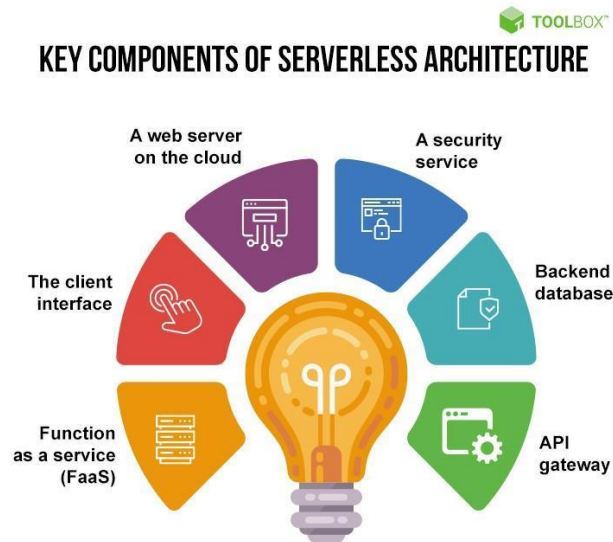 TOOLBOX™
KEY COMPONENTS OF SERVERLESS ARCHITECTURE
A web server
on the cloud
A security
service
The client
interface
Backend
database
Function
as a service
(FaaS)
API
gateway